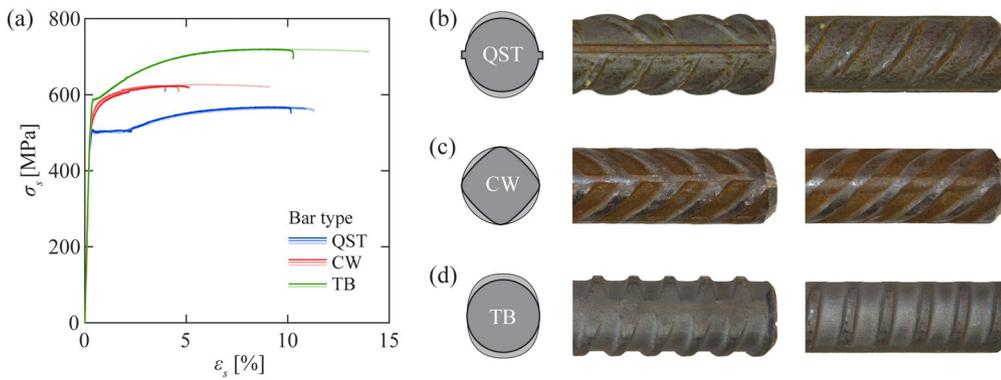 (a)
800
600
400
200
0
σs [MPa]
Bar type
QST
CW
TB
0
5
10
15
εs [%]
(b)
QST
(c)
CW
(d)
TB